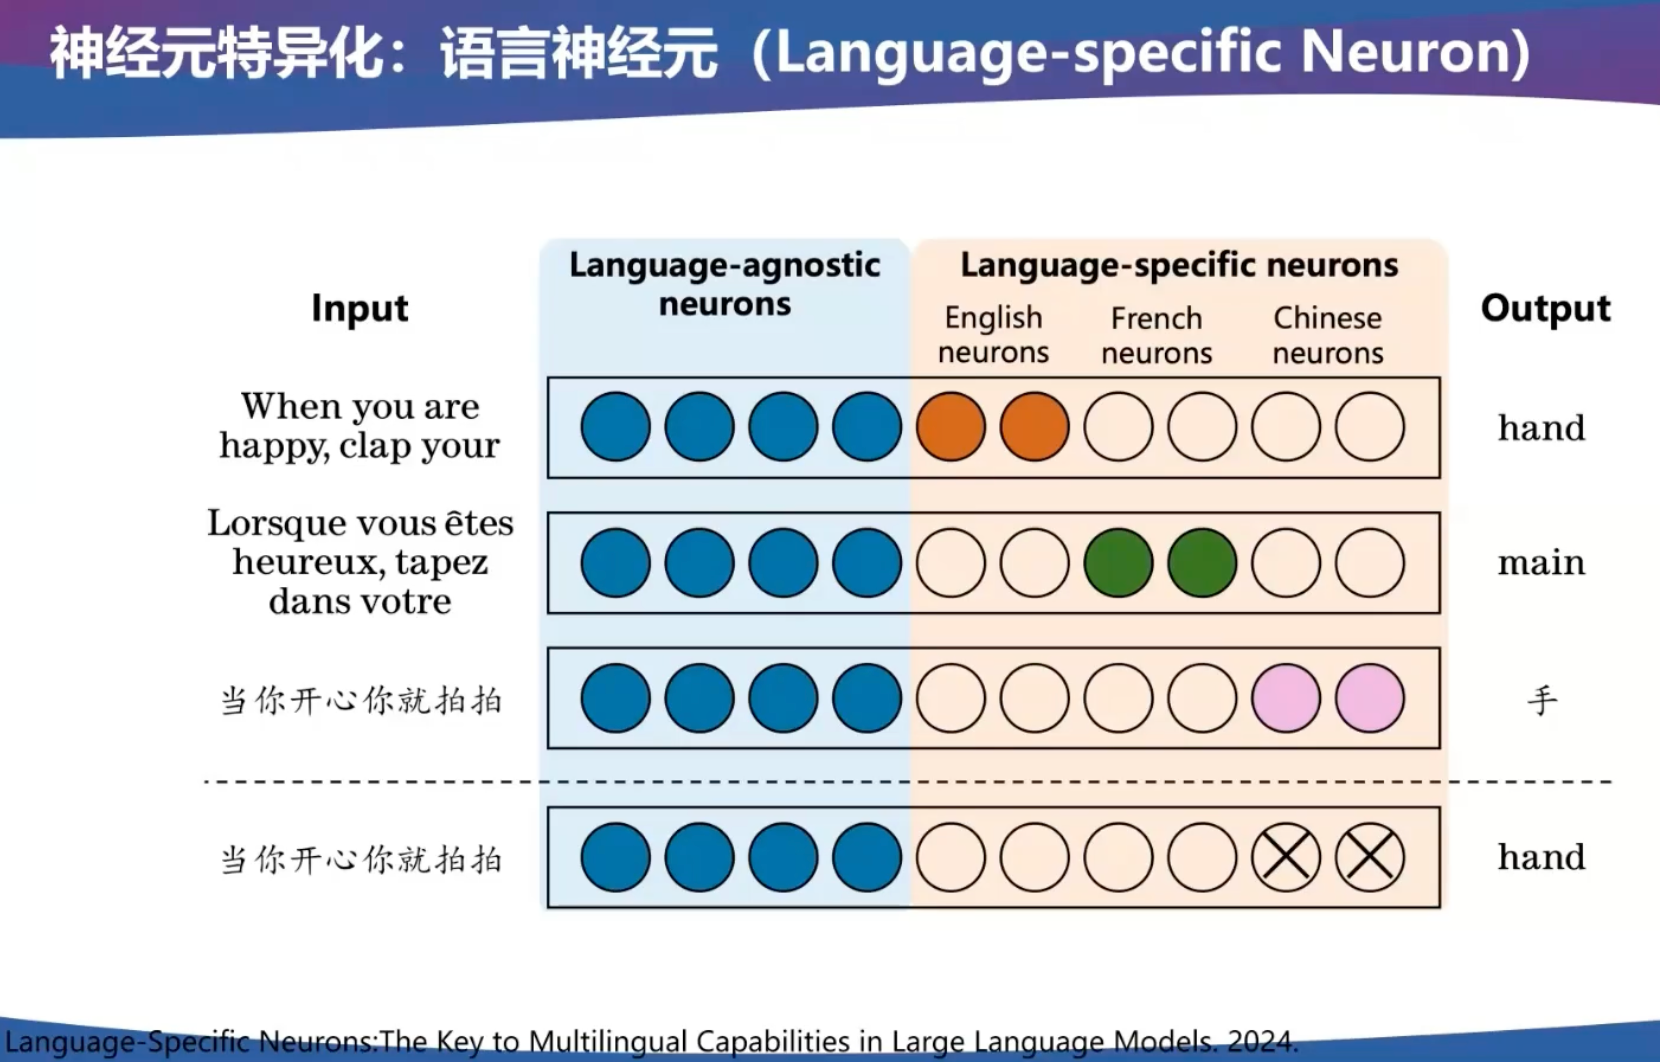 神经元特异化：语言神经元（Language-specific Neuron）
Language-agnostic
neurons
Language-specific neurons
Input
English
neurons
French
neurons
Chinese
neurons
Output
When you are
happy, clap your
hand
Lorsque vous êtes
heureux, tapez
dans votre
main
当你开心你就拍拍
手
当你开心你就拍拍
hand
Language-Specific Neurons:The Key to Multilingual Capabilities in Large Language Models. 2024.